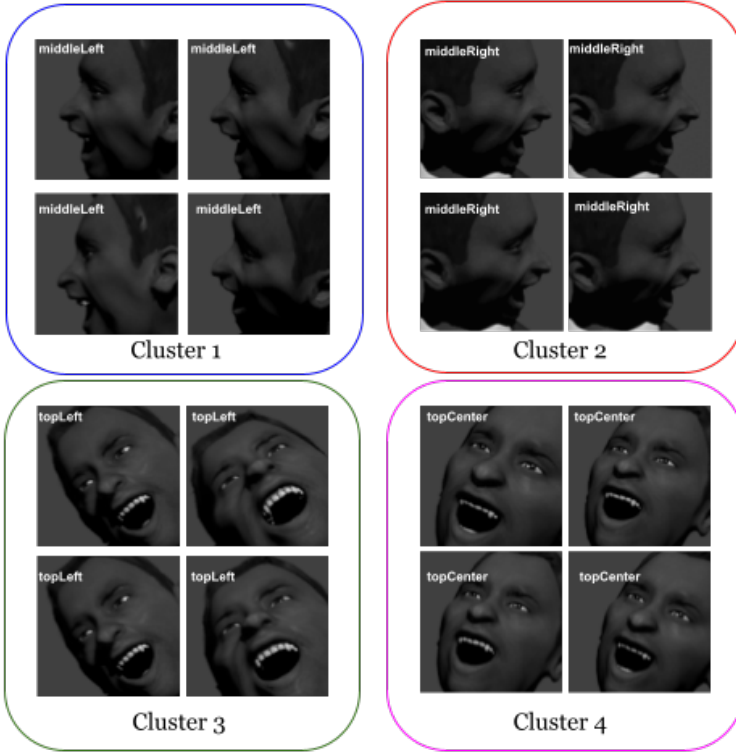 middleLeft middleLeft
middleLeft middleLeft
Cluster 1
middleRight middleRight
middleRight middleRight
Cluster 2
topLeft topLeft
topLeft topLeft
Cluster 3
topCenter topCenter
topCenter topCenter
Cluster 4